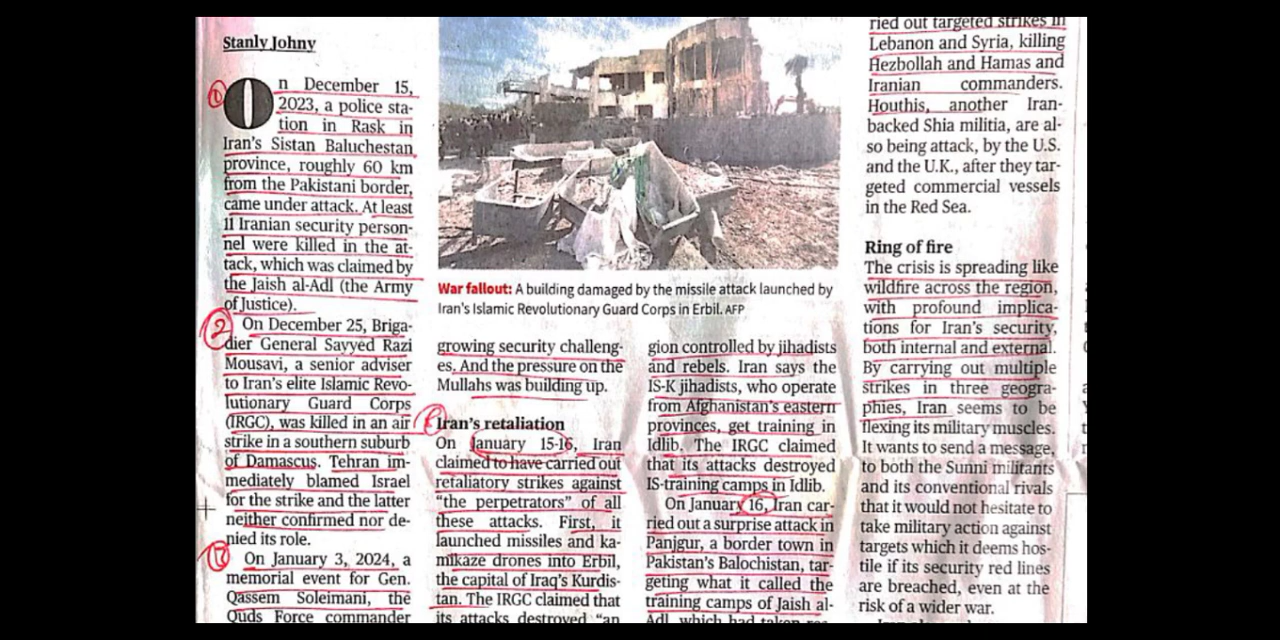 Stanly Johny
On December 15,
2023, a police sta-
tion in Rask in
Iran's Sistan Baluchestan
province, roughly 60 km
from the Pakistani border,
came under attack. At least
11 Iranian security person-
nel were killed in the at-
tack, which was claimed by
the Jaish al-Adl (the Army
of Justice).
On December 25, Briga-
dier General Sayyed Razi
Mousavi, a senior adviser
to Iran's elite Islamic Revo-
lutionary Guard Corps
(IRGC), was killed in an air
strike in a southern suburb
of Damascus. Tehran im-
mediately blamed Israel
for the strike and the latter
neither confirmed nor de-
nied its role.
On January 3, 2024, a
memorial event for Gen.
Qassem Soleimani, the
Quds Force commander
War fallout: A building damaged by the missile attack launched by
Iran's Islamic Revolutionary Guard Corps in Erbil. AFP
growing security challeng-
es. And the pressure on the
Mullahs was building up.
Iran's retaliation
On January 15-16, Iran
claimed to have carried out
retaliatory strikes against
"the perpetrators" of all
these attacks. First, it
launched missiles and ka-
mikaze drones into Erbil,
the capital of Iraq's Kurdis-
tan. The IRGC claimed that
its attacks destroyed "an
gion controlled by jihadists
and rebels. Iran says the
IS-K jihadists, who operate
from Afghanistan's eastern
provinces, get training in
Idlib. The IRGC claimed
that its attacks destroyed
IS-training camps in Idlib.
On January 16, Iran car-
ried out a surprise attack in
Panjgur, a border town in
Pakistan's Balochistan, tar-
geting what it called the
training camps of Jaish al-
Adl, which had taken res-
ried out targeted strikes in
Lebanon and Syria, killing
Hezbollah and Hamas and
Iranian commanders.
Houthis, another Iran-
backed Shia militia, are al-
so being attack, by the U.S.
and the U.K., after they tar-
geted commercial vessels
in the Red Sea.
Ring of fire
The crisis is spreading like
wildfire across the region,
with profound implica-
tions for Iran's security,
both internal and external.
By carrying out multiple
strikes in three geogra-
phies, Iran seems to be
flexing its military muscles.
It wants to send a message,
to both the Sunni militants
and its conventional rivals
that it would not hesitate to
take military action against
targets which it deems hos-
tile if its security red lines
are breached, even at the
risk of a wider war.